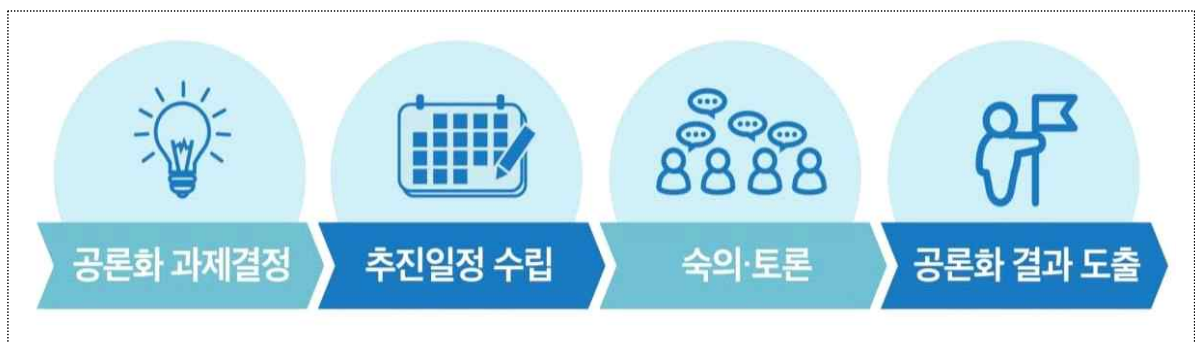 공론화 과제결정
추진일정 수립
숙의·토론
공론화 결과 도출